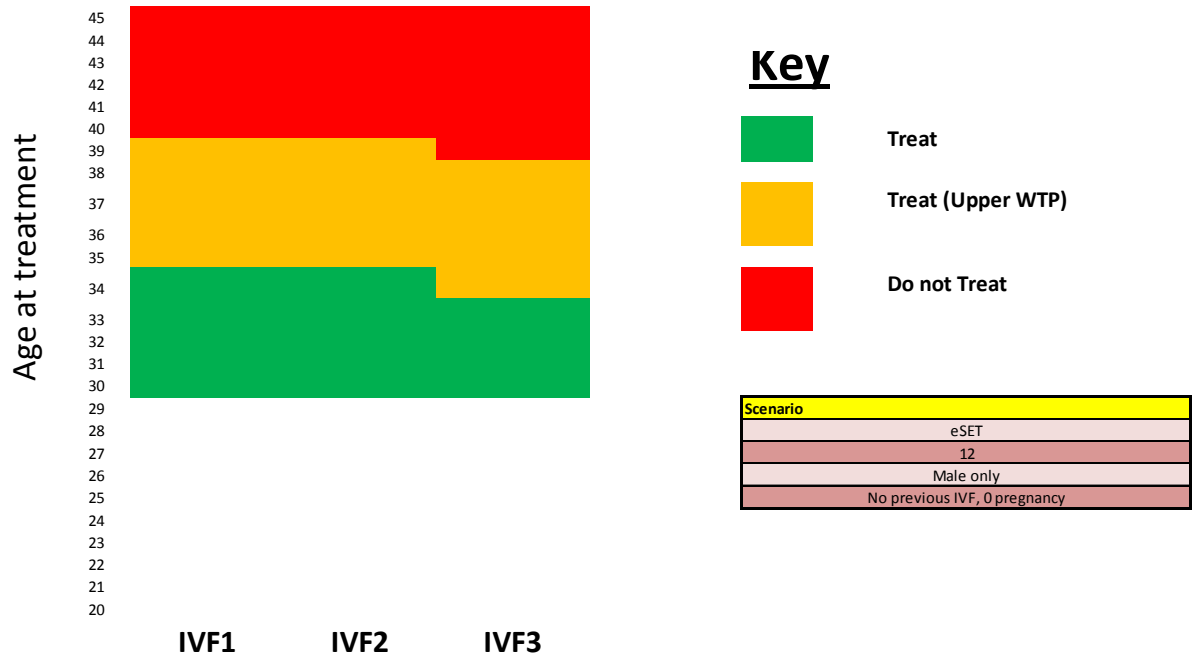 Age at treatment
45
44
43
42
41
40
39
38
37
36
35
34
33
32
31
30
29
28
27
26
25
24
23
22
21
20
IVF1 IVF2 IVF3
Key
Treat
Treat (Upper WTP)
Do not Treat
Scenario
eSET
12
Male only
No previous IVF, 0 pregnancy